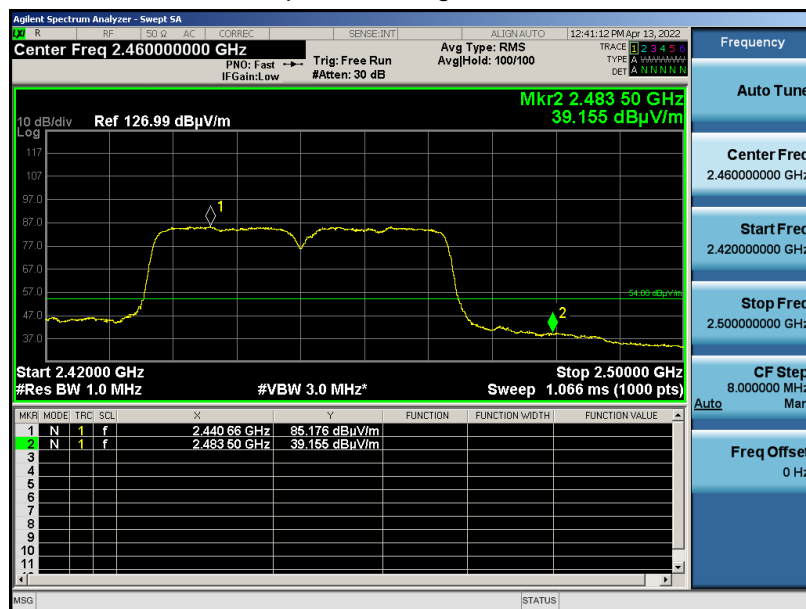 Agilent Spectrum Analyzer - Swept SA
LXI R RF 50 Ω AC CORREC SENSE:INT ALIGN AUTO 12:41:12 PM Apr 13, 2022
Center Freq 2.460000000 GHz
PNO: Fast
IFGain:Low
Trig: Free Run
#Atten: 30 dB
Avg Type: RMS
Avg|Hold: 100/100
TRACE 1 2 3 4 5 6
TYPE A WWWWW
DET A N N N N N
Mkr2 2.483 50 GHz
39.155 dBµV/m
10 dB/div Ref 126.99 dBµV/m
Log
117
107
97.0
87.0
77.0
67.0
57.0
47.0
37.0
1
2
54.00 dBµV/m
Start 2.42000 GHz Stop 2.50000 GHz
#Res BW 1.0 MHz #VBW 3.0 MHz* Sweep 1.066 ms (1000 pts)
MKR MODE TRC SCL X Y FUNCTION FUNCTION WIDTH FUNCTION VALUE
1 N 1 f 2.440 66 GHz 85.176 dBµV/m
2 N 1 f 2.483 50 GHz 39.155 dBµV/m
3
4
5
6
7
8
9
10
11
MSG STATUS
Frequency
Auto Tune
Center Freq
2.460000000 GHz
Start Freq
2.420000000 GHz
Stop Freq
2.500000000 GHz
CF Step
8.000000 MHz
Auto Man
Freq Offset
0 Hz